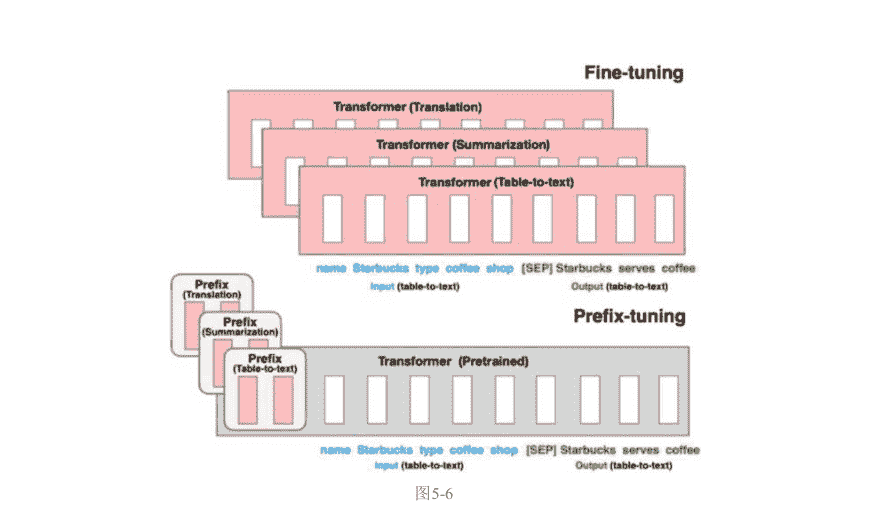 Fine-tuning
Transformer (Translation)
Transformer (Summarization)
Transformer (Table-to-text)
name Starbucks type coffee shop [SEP] Starbucks serves coffee
Input (table-to-text) Output (table-to-text)
Prefix-tuning
Prefix
(Translation)
Prefix
(Summarization)
Prefix
(Table-to-text)
Transformer (Pretrained)
name Starbucks type coffee shop [SEP] Starbucks serves coffee
Input (table-to-text) Output (table-to-text)
图5-6